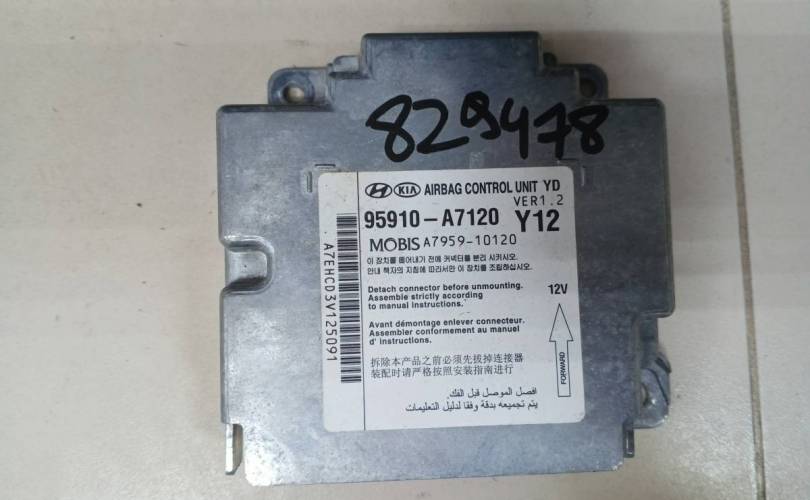 829478
HYUNDAI KIA AIRBAG CONTROL UNIT YD
VER1.2
95910-A7120 Y12
MOBIS A7959-10120
이 장치를 떼어내기 전에 커넥터를 분리 시키시오.
안내 책자의 지침에 따라서만 이 장치를 조립하십시오.
Detach connector before unmounting.
Assemble strictly according
to manual instructions.
12V
Avant démontage enlever connecteur.
Assembler conformement au manuel
d' instructions.
FORWARD
拆除本产品之前必须先拔掉连接器
装配时请严格按照安装指南进行
افصل الموصل قبل الفك.
يتم تجميعه بدقة وفقا لدليل التعليمات
A7EHCD3V125091